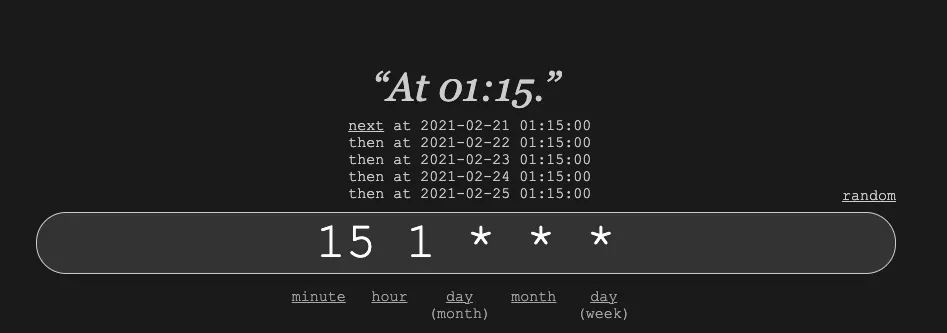 “At 01:15.”
next at 2021-02-21 01:15:00
then at 2021-02-22 01:15:00
then at 2021-02-23 01:15:00
then at 2021-02-24 01:15:00
then at 2021-02-25 01:15:00
random
15 1 * * *
minute hour day month day
(month) (week)